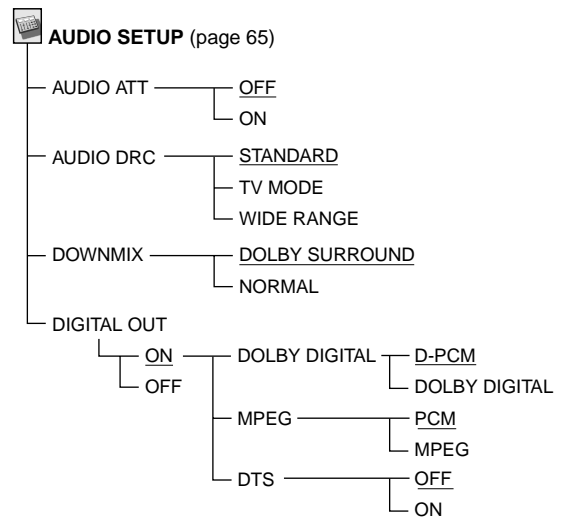 AUDIO SETUP (page 65)
AUDIO ATT OFF
ON
AUDIO DRC STANDARD
TV MODE
WIDE RANGE
DOWNMIX DOLBY SURROUND
NORMAL
DIGITAL OUT
ON DOLBY DIGITAL D-PCM
OFF DOLBY DIGITAL
MPEG PCM
MPEG
DTS OFF
ON